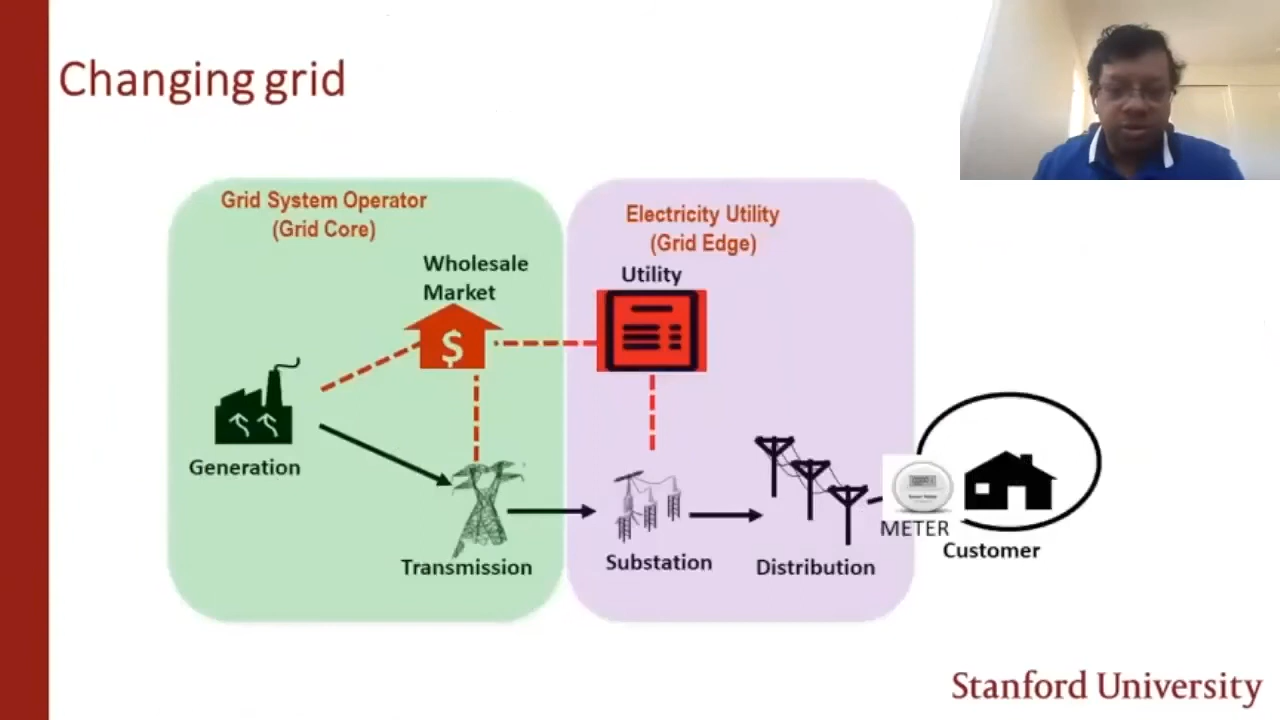 Changing grid
Grid System Operator
(Grid Core)
Electricity Utility
(Grid Edge)
Wholesale
Market
Utility
$
Generation
Transmission
Substation
Distribution
METER
Customer
Stanford University